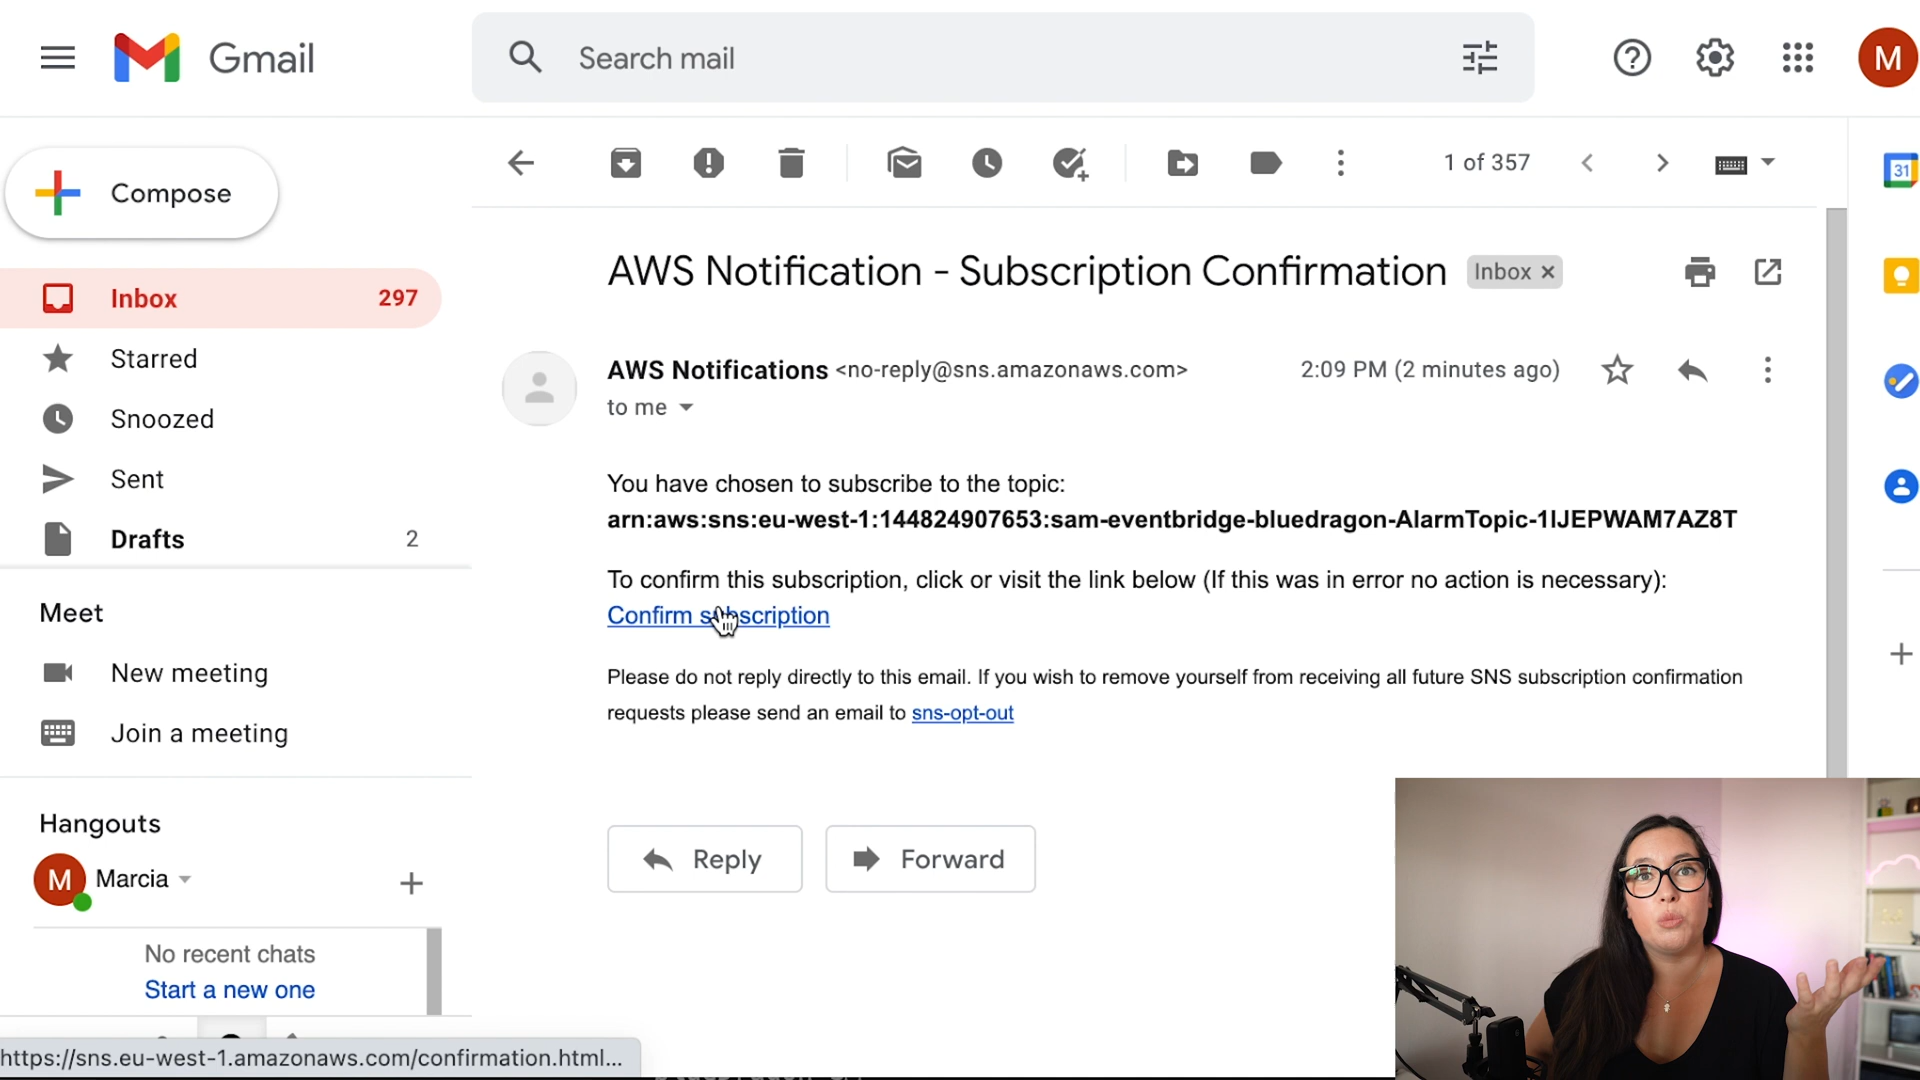 Gmail
Search mail
M
Compose
1 of 357
31
Inbox 297
Starred
Snoozed
Sent
Drafts 2
Meet
New meeting
Join a meeting
Hangouts
M Marcia
No recent chats
Start a new one
AWS Notification - Subscription Confirmation Inbox ×
AWS Notifications <no-reply@sns.amazonaws.com> 2:09 PM (2 minutes ago)
to me
You have chosen to subscribe to the topic:
arn:aws:sns:eu-west-1:144824907653:sam-eventbridge-bluedragon-AlarmTopic-1IJEPWAM7AZ8T
To confirm this subscription, click or visit the link below (If this was in error no action is necessary):
Confirm subscription
Please do not reply directly to this email. If you wish to remove yourself from receiving all future SNS subscription confirmation
requests please send an email to sns-opt-out
Reply Forward
https://sns.eu-west-1.amazonaws.com/confirmation.html...